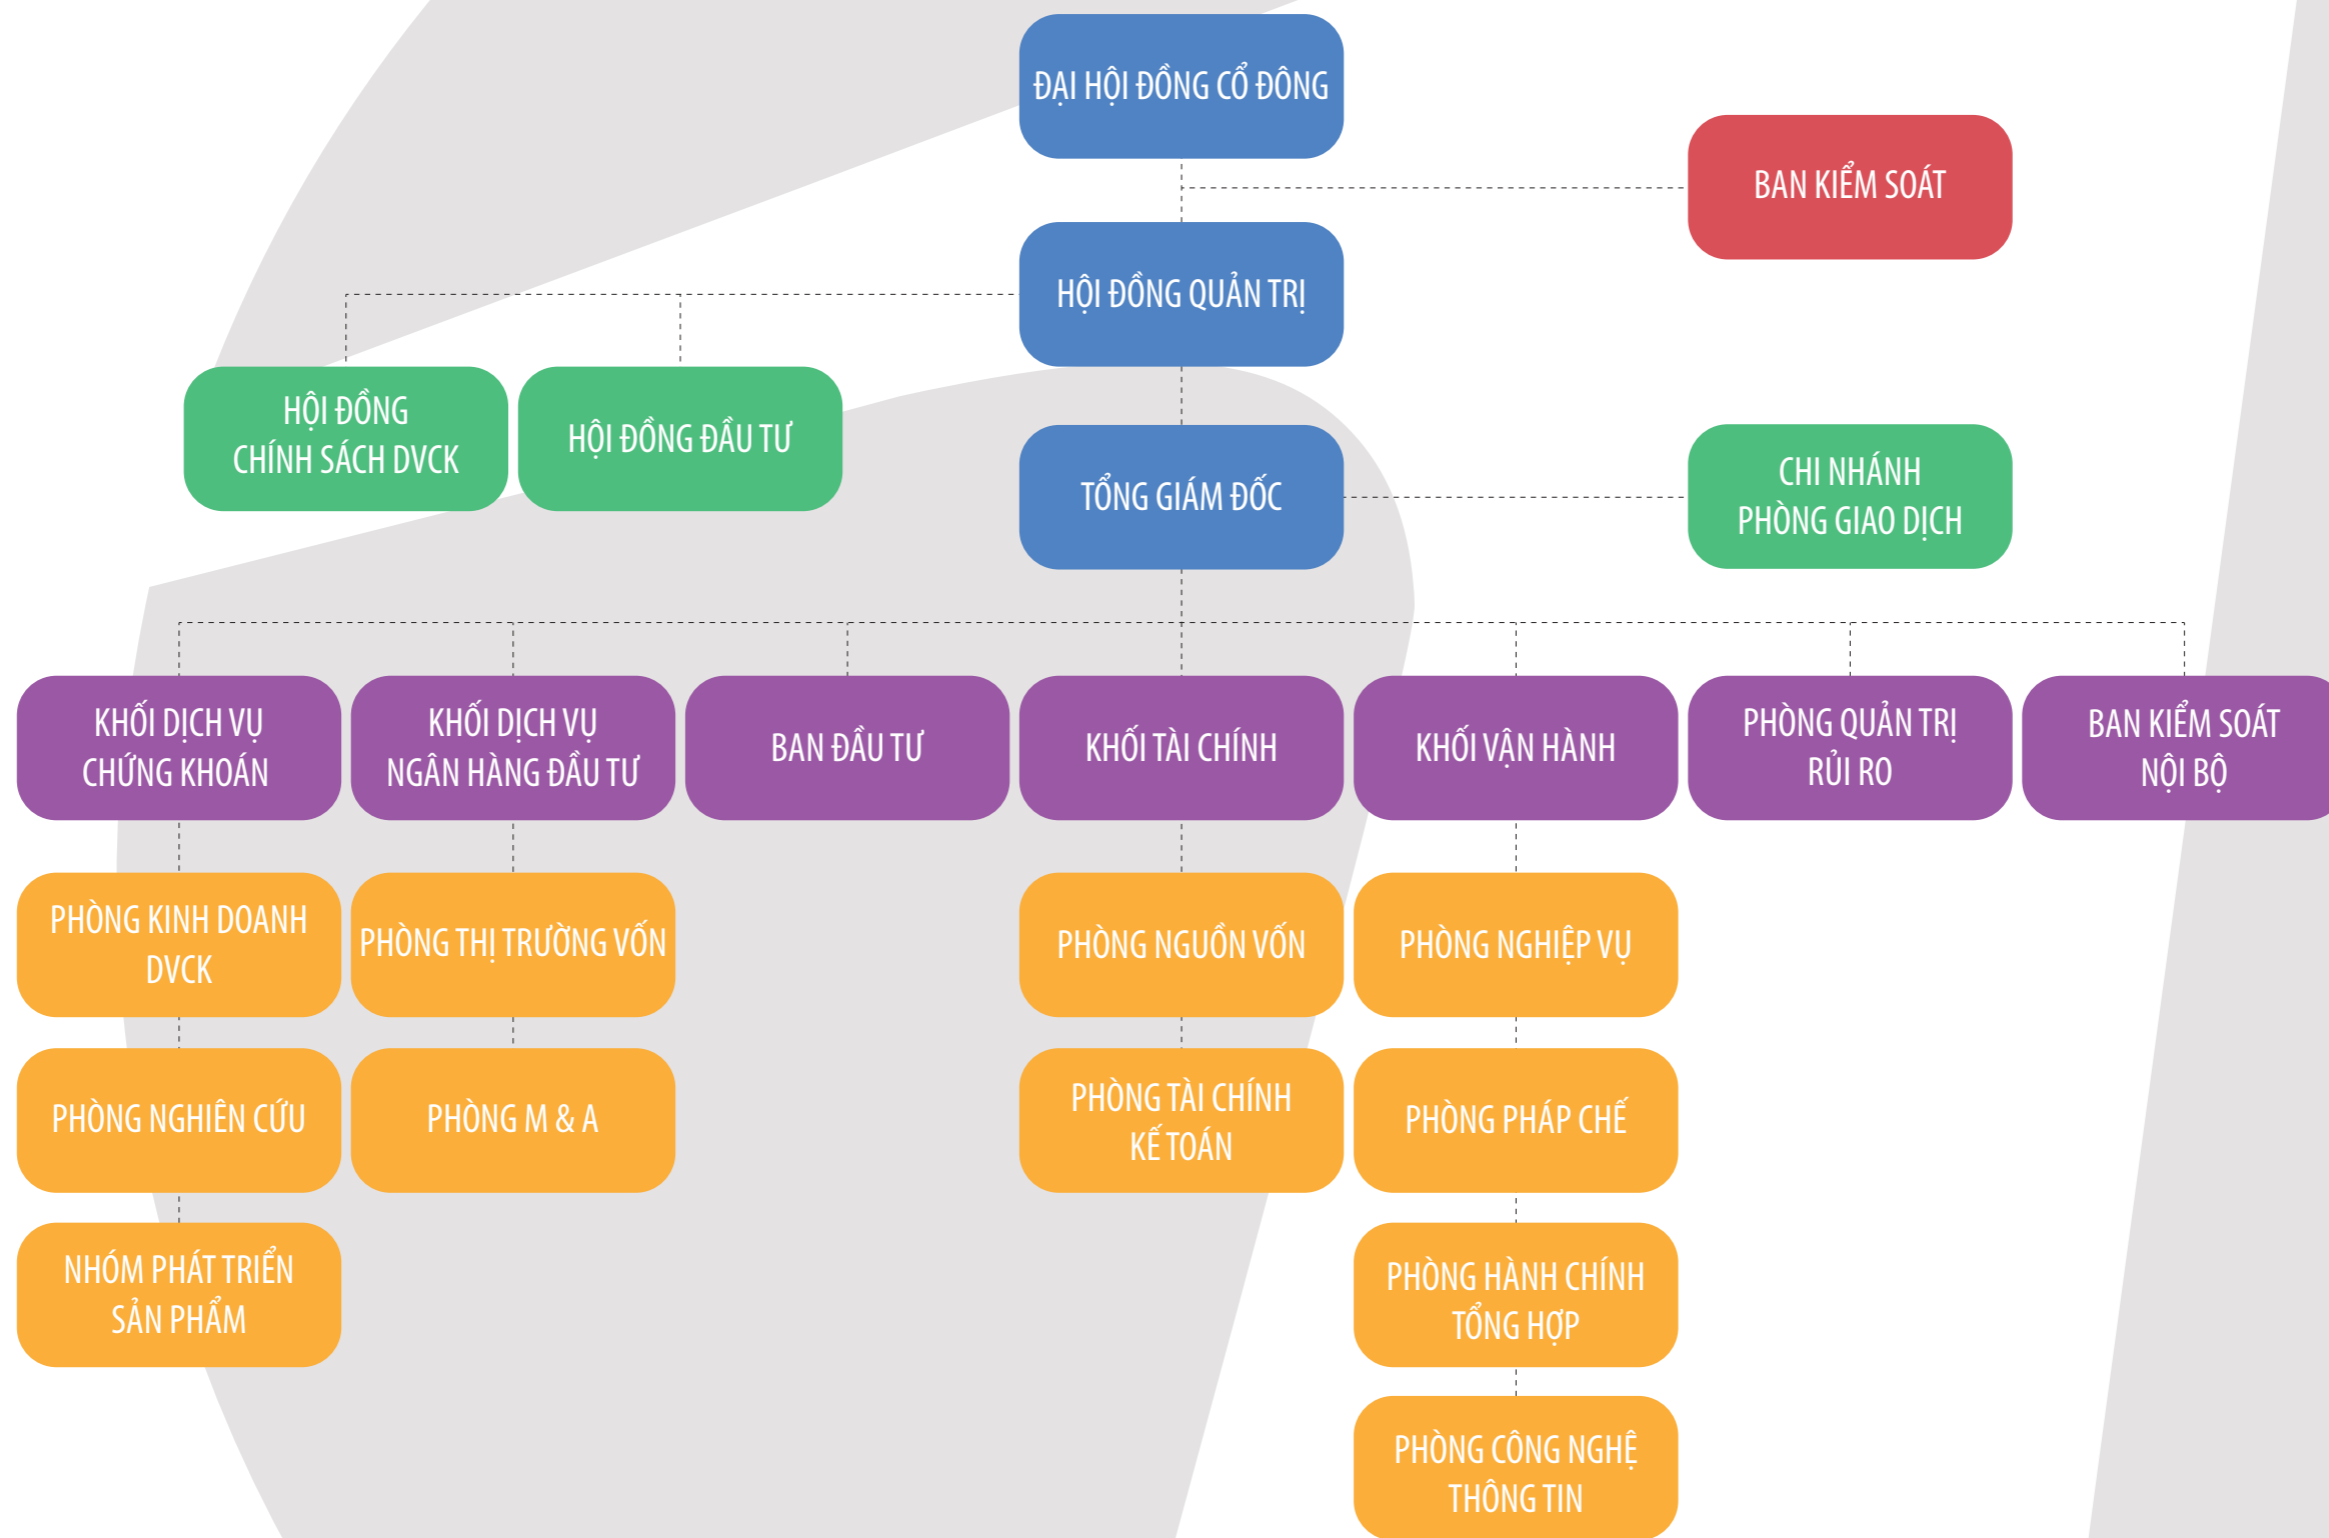 ĐẠI HỘI ĐỒNG CỔ ĐÔNG
BAN KIỂM SOÁT
HỘI ĐỒNG QUẢN TRỊ
HỘI ĐỒNG
CHÍNH SÁCH DVCK
HỘI ĐỒNG ĐẦU TƯ
TỔNG GIÁM ĐỐC
CHI NHÁNH
PHÒNG GIAO DỊCH
KHỐI DỊCH VỤ
CHỨNG KHOÁN
KHỐI DỊCH VỤ
NGÂN HÀNG ĐẦU TƯ
BAN ĐẦU TƯ
KHỐI TÀI CHÍNH
KHỐI VẬN HÀNH
PHÒNG QUẢN TRỊ
RỦI RO
BAN KIỂM SOÁT
NỘI BỘ
PHÒNG KINH DOANH
DVCK
PHÒNG THỊ TRƯỜNG VỐN
PHÒNG NGUỒN VỐN
PHÒNG NGHIỆP VỤ
PHÒNG NGHIÊN CỨU
PHÒNG M & A
PHÒNG TÀI CHÍNH
KẾ TOÁN
PHÒNG PHÁP CHẾ
NHÓM PHÁT TRIỂN
SẢN PHẨM
PHÒNG HÀNH CHÍNH
TỔNG HỢP
PHÒNG CÔNG NGHỆ
THÔNG TIN